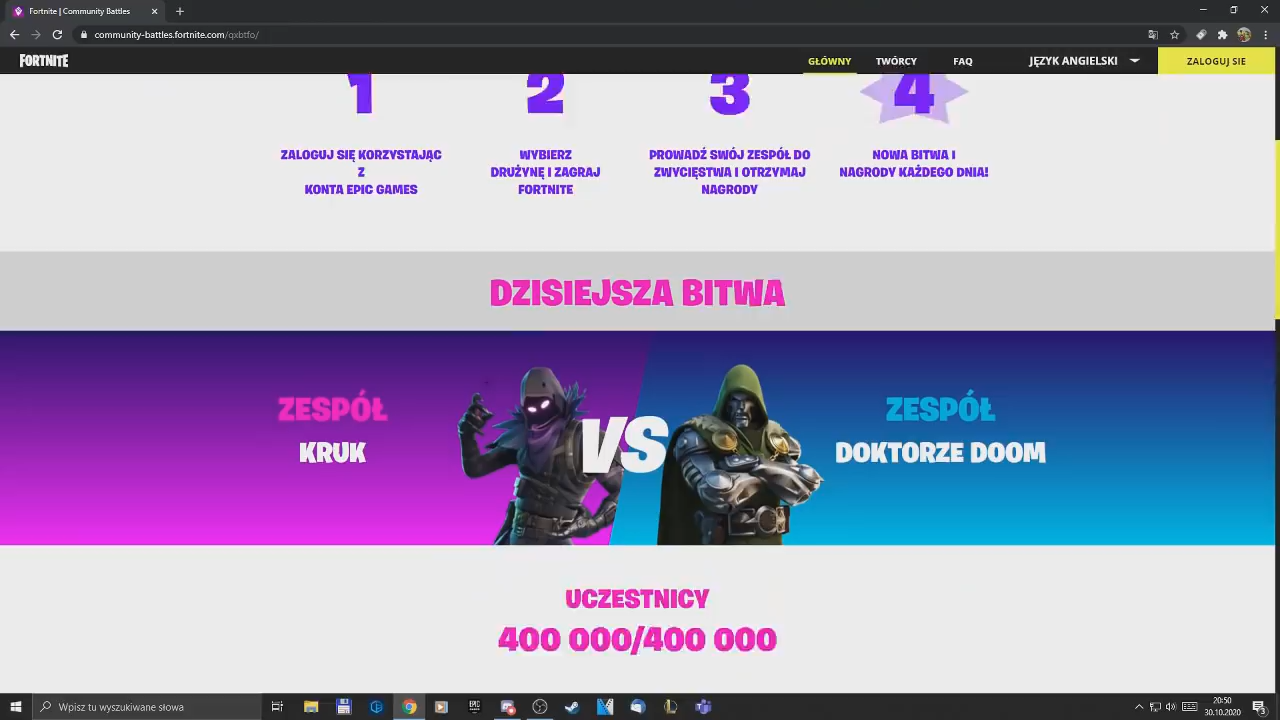 Fortnite | Community Battles
community-battles.fortnite.com/qxbtfo/
FORTNITE
GŁÓWNY
TWÓRCY
FAQ
JĘZYK ANGIELSKI
ZALOGUJ SIE
1
2
3
4
ZALOGUJ SIĘ KORZYSTAJĄC
Z
KONTA EPIC GAMES
WYBIERZ
DRUŻYNĘ I ZAGRAJ
FORTNITE
PROWADŹ SWÓJ ZESPÓŁ DO
ZWYCIĘSTWA I OTRZYMAJ
NAGRODY
NOWA BITWA I
NAGRODY KAŻDEGO DNIA!
DZISIEJSZA BITWA
ZESPÓŁ
KRUK
VS
ZESPÓŁ
DOKTORZE DOOM
UCZESTNICY
400 000/400 000
Wpisz tu wyszukiwane słowa
20:50
30.10.2020